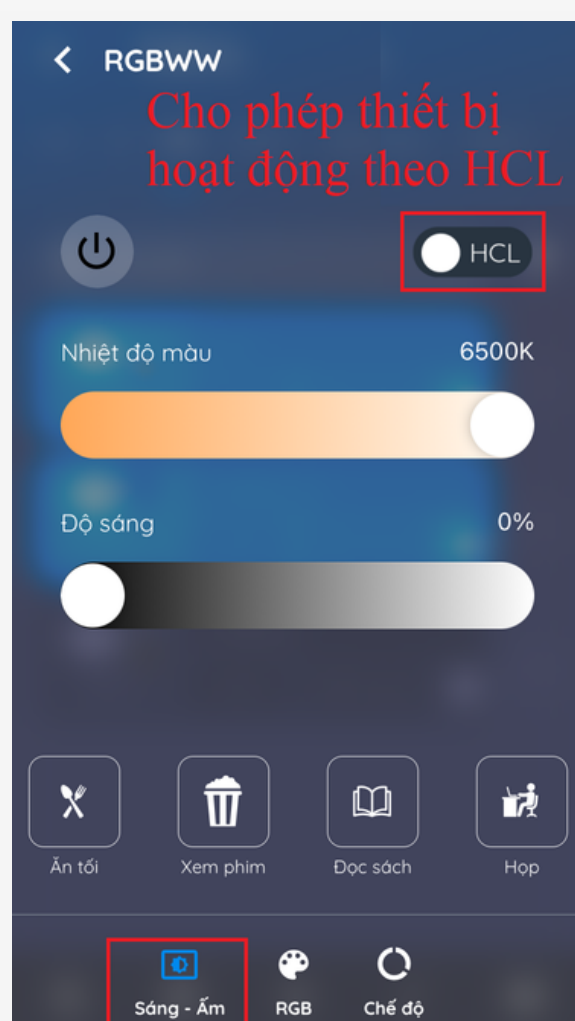 RGBWW
Cho phép thiết bị
hoạt động theo HCL
HCL
Nhiệt độ màu 6500K
Độ sáng 0%
Ăn tối Xem phim Đọc sách Họp
Sáng - Ấm RGB Chế độ